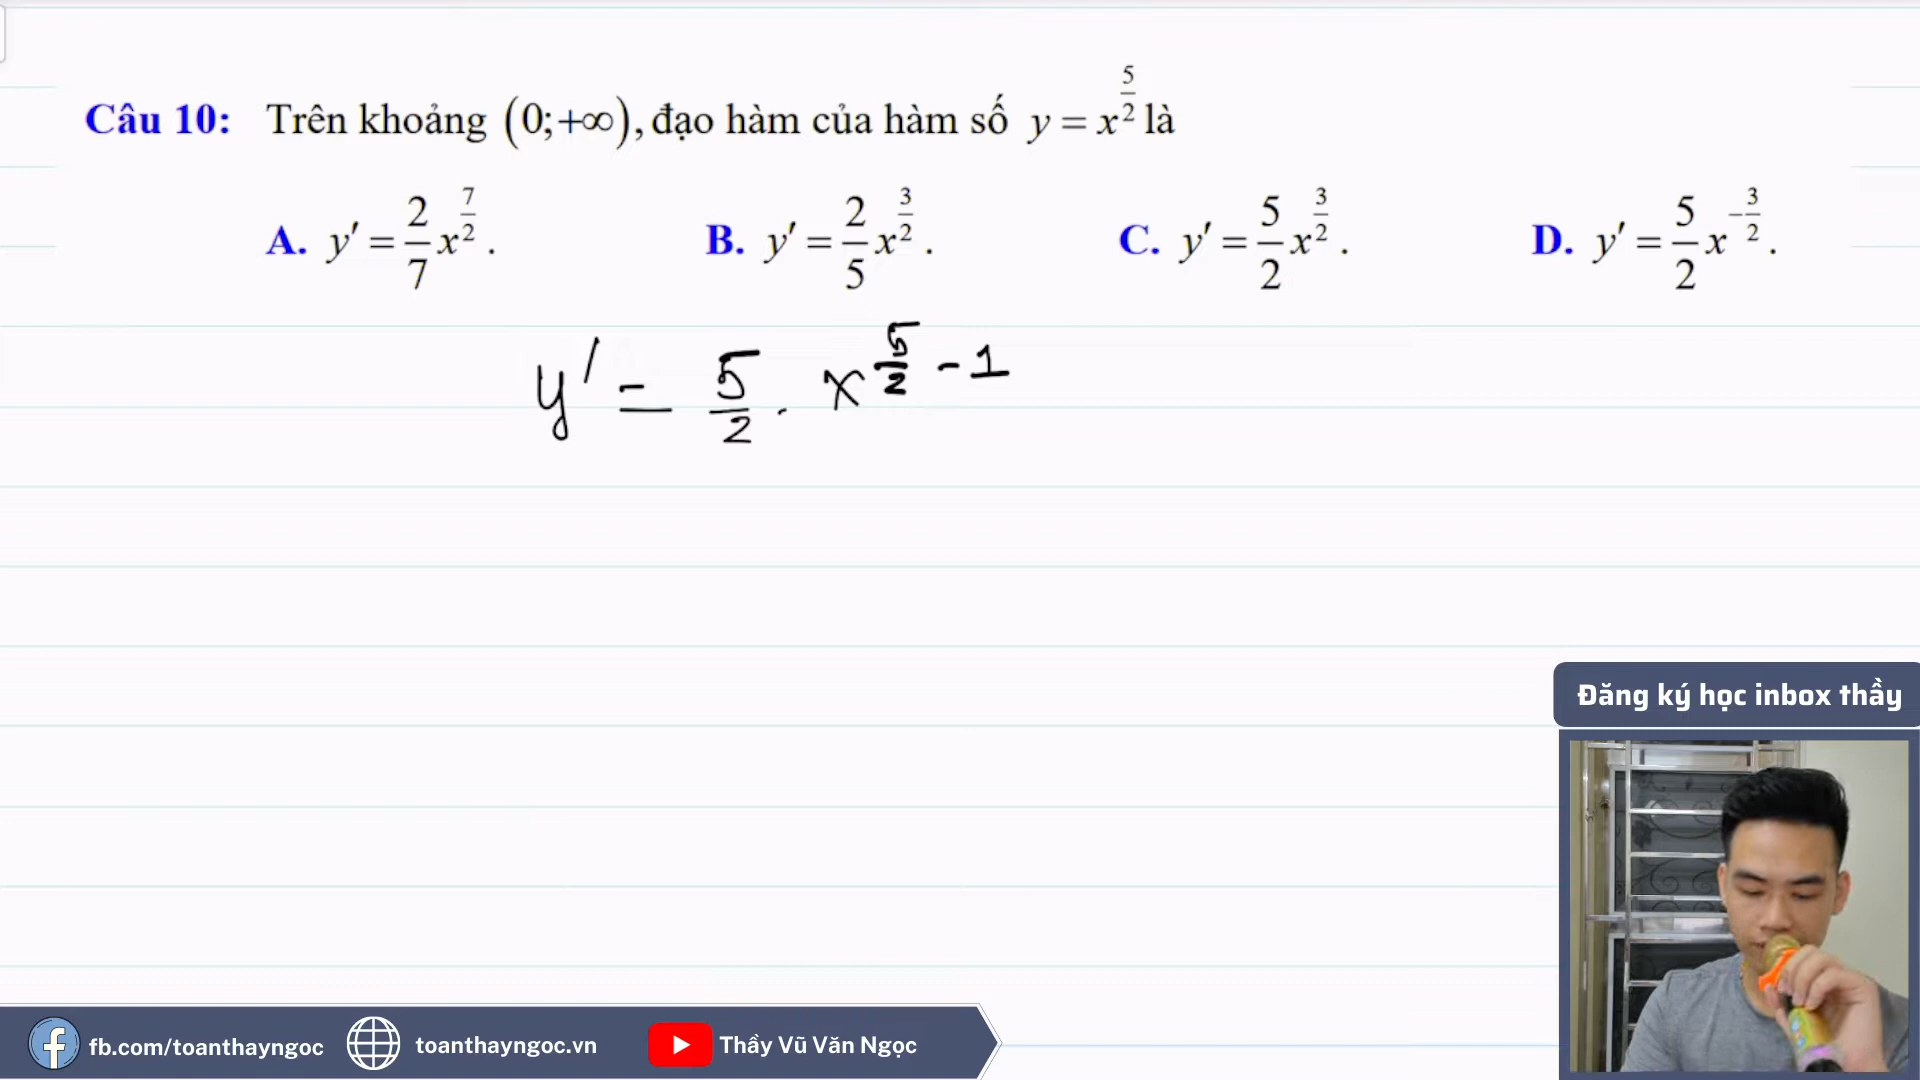 Câu 10: Trên khoảng (0;+∞), đạo hàm của hàm số y = x^{5/2} là
A. y′ = 2/7 x^{7/2}. B. y′ = 2/5 x^{3/2}. C. y′ = 5/2 x^{3/2}. D. y′ = 5/2 x^{-3/2}.
y′ = 5/2 . x^{5/2 - 1}
Đăng ký học inbox thầy
fb.com/toanthayngoc toanthayngoc.vn Thầy Vũ Văn Ngọc